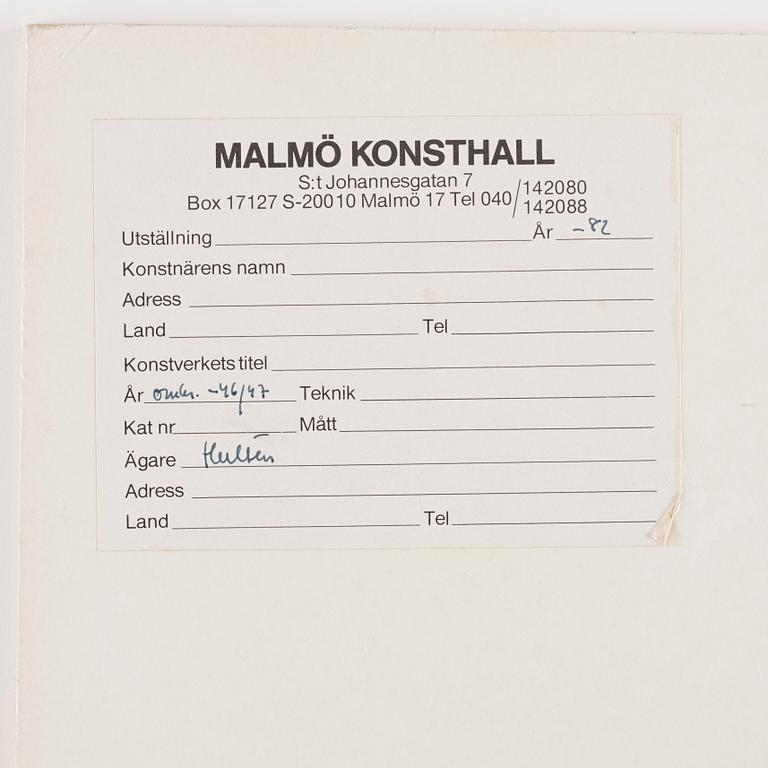 MALMÖ KONSTHALL
S:t Johannesgatan 7
Box 17127 S-20010 Malmö 17 Tel 040/142080
142088
Utställning År -82
Konstnärens namn
Adress
Land Tel
Konstverkets titel
År omkr. -46/47 Teknik
Kat nr Mått
Ägare Hultén
Adress
Land Tel